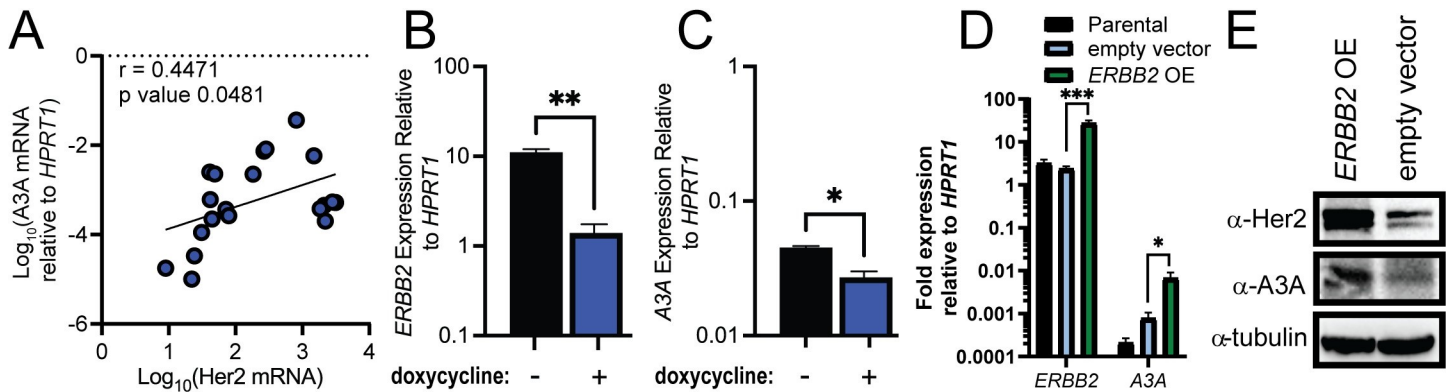 A
r = 0.4471
p value 0.0481
Log10(A3A mRNA
relative to HPRT1)
0
-2
-4
-6
0
1
2
3
4
Log10(Her2 mRNA)
B
ERBB2 Expression Relative
to HPRT1
100
10
1
0.1
**
doxycycline:
-
+
C
A3A Expression Relative
to HPRT1
1
0.1
0.01
*
doxycycline:
-
+
D
Parental
empty vector
ERBB2 OE
Fold expression
relative to HPRT1
100
10
1
0.1
0.01
0.001
0.0001
***
*
ERBB2
A3A
E
ERBB2 OE
empty vector
α-Her2
α-A3A
α-tubulin